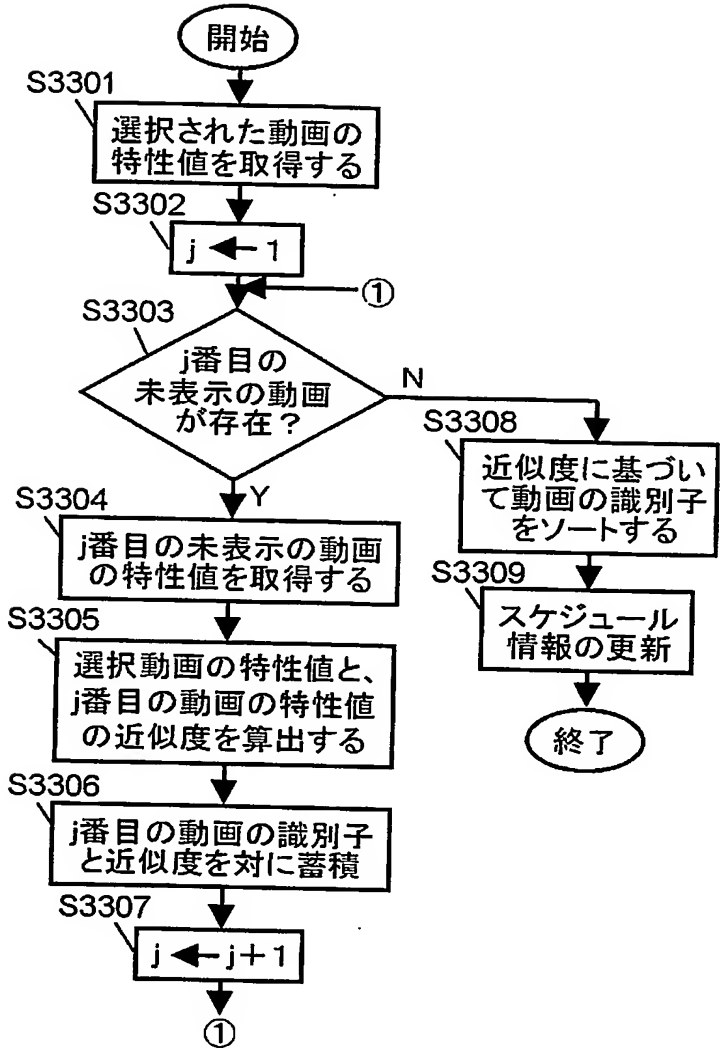 開始
S3301
選択された動画の
特性値を取得する
S3302
j ← 1
①
S3303
j番目の
未表示の動画
が存在?
N
Y
S3304
j番目の未表示の動画
の特性値を取得する
S3305
選択動画の特性値と、
j番目の動画の特性値
の近似度を算出する
S3306
j番目の動画の識別子
と近似度を対に蓄積
S3307
j ← j+1
①
S3308
近似度に基づい
て動画の識別子
をソートする
S3309
スケジュール
情報の更新
終了